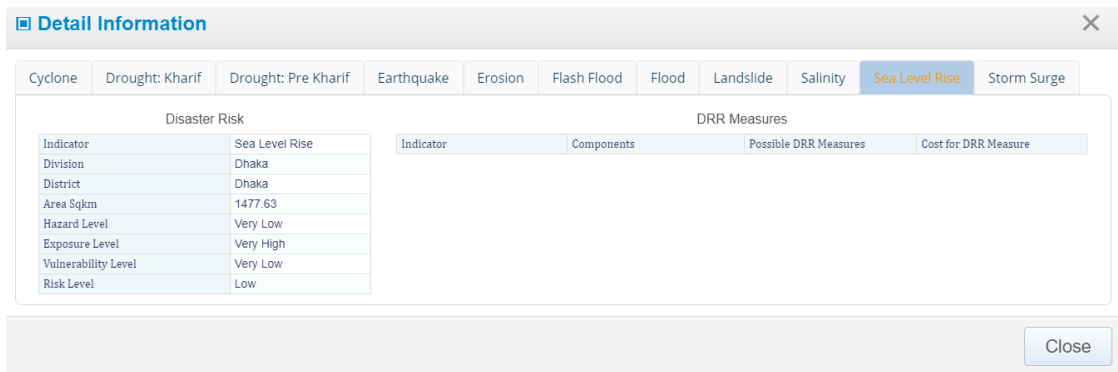 Detail Information
Cyclone Drought: Kharif Drought: Pre Kharif Earthquake Erosion Flash Flood Flood Landslide Salinity Sea Level Rise Storm Surge
Disaster Risk
Indicator Sea Level Rise
Division Dhaka
District Dhaka
Area Sqkm 1477.63
Hazard Level Very Low
Exposure Level Very High
Vulnerability Level Very Low
Risk Level Low
DRR Measures
Indicator Components Possible DRR Measures Cost for DRR Measure
Close